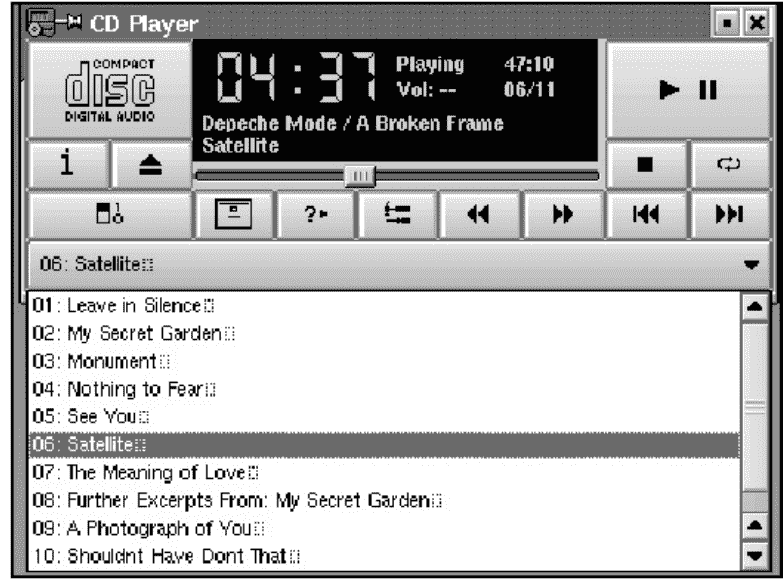 CD Player
COMPACT
disc
DIGITAL AUDIO
04:37
Playing 47:10
Vol: -- 06/11
Depeche Mode / A Broken Frame
Satellite
i
?
06: Satellite
01: Leave in Silence
02: My Secret Garden
03: Monument
04: Nothing to Fear
05: See You
06: Satellite
07: The Meaning of Love
08: Further Excerpts From: My Secret Garden
09: A Photograph of You
10: Shouldnt Have Dont That